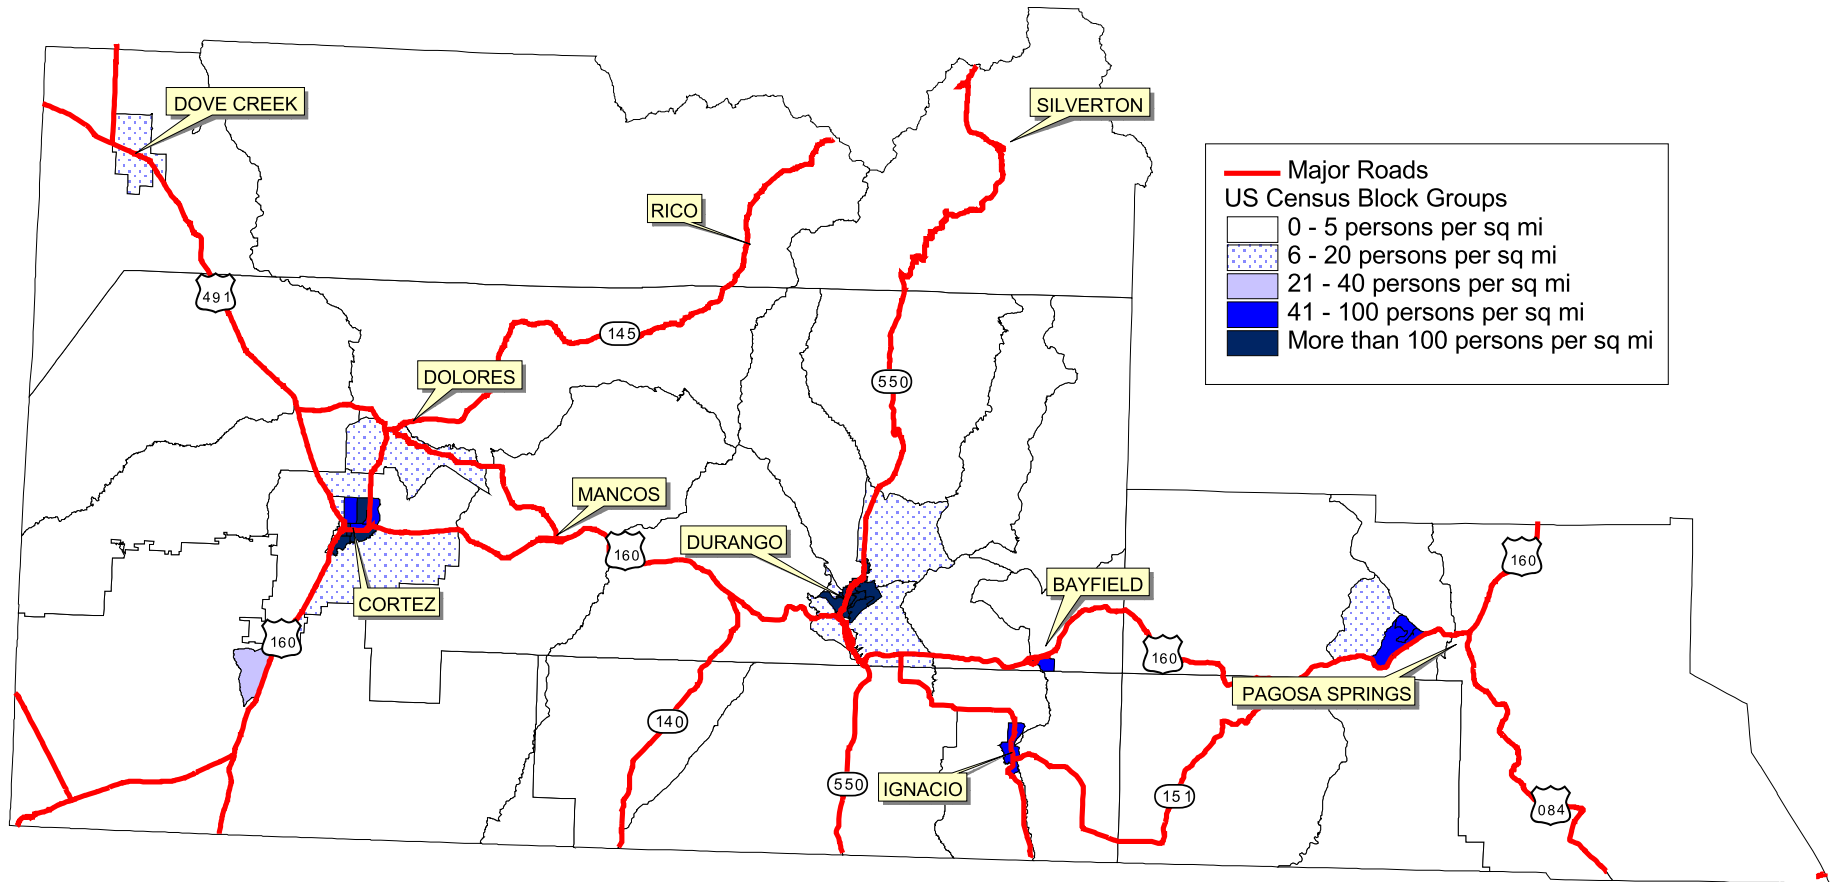 DOVE CREEK
SILVERTON
Major Roads
US Census Block Groups
0 - 5 persons per sq mi
6 - 20 persons per sq mi
21 - 40 persons per sq mi
41 - 100 persons per sq mi
More than 100 persons per sq mi
RICO
491
145
DOLORES
550
MANCOS
DURANGO
160
160
BAYFIELD
CORTEZ
160
160
PAGOSA SPRINGS
140
550
IGNACIO
151
084